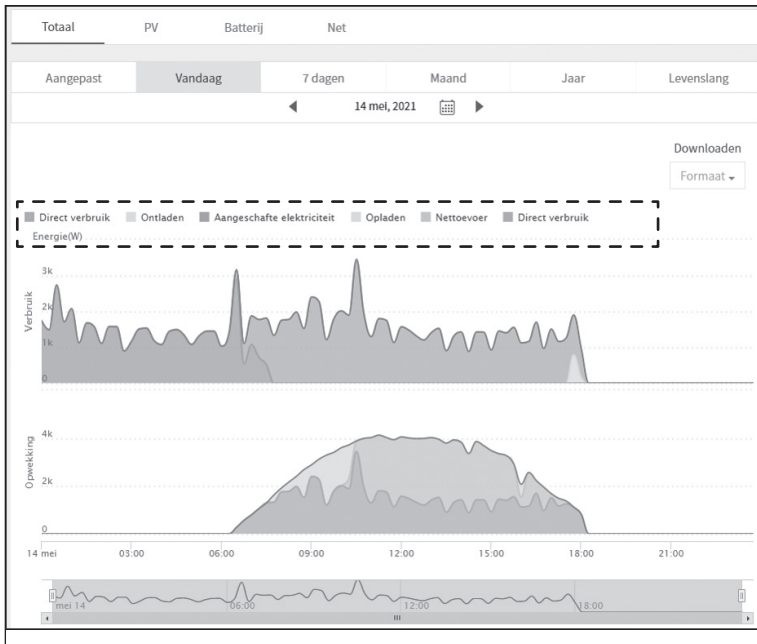 Totaal PV Batterij Net
Aangepast Vandaag 7 dagen Maand Jaar Levenslang
14 mei, 2021
Downloaden
Formaat
Direct verbruik Ontladen Aangeschafte elektriciteit Opladen Nettoevoer Direct verbruik
Energie(W)
3k
2k
1k
0
Verbruik
4k
2k
0
Opwekking
14 mei 03:00 06:00 09:00 12:00 15:00 18:00 21:00
mei 14 06:00 12:00 18:00